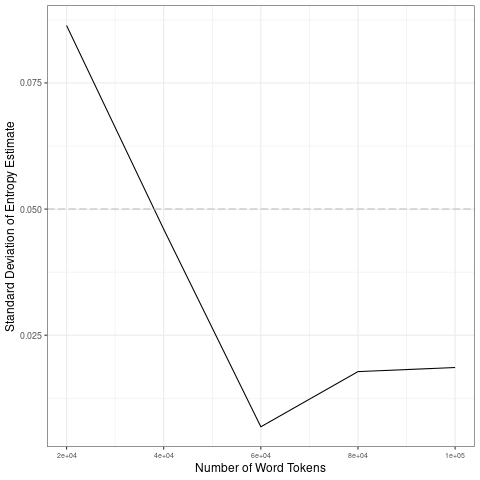 Standard Deviation of Entropy Estimate
0.075
0.050
0.025
2e+04 4e+04 6e+04 8e+04 1e+05
Number of Word Tokens